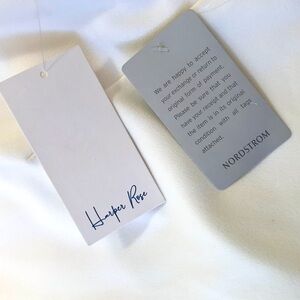 Harper Rose
We are happy to accept
your exchange or return to
original form of payment.
Please be sure that you
have your receipt and that
the item is in its original
condition with all tags
attached.
NORDSTROM